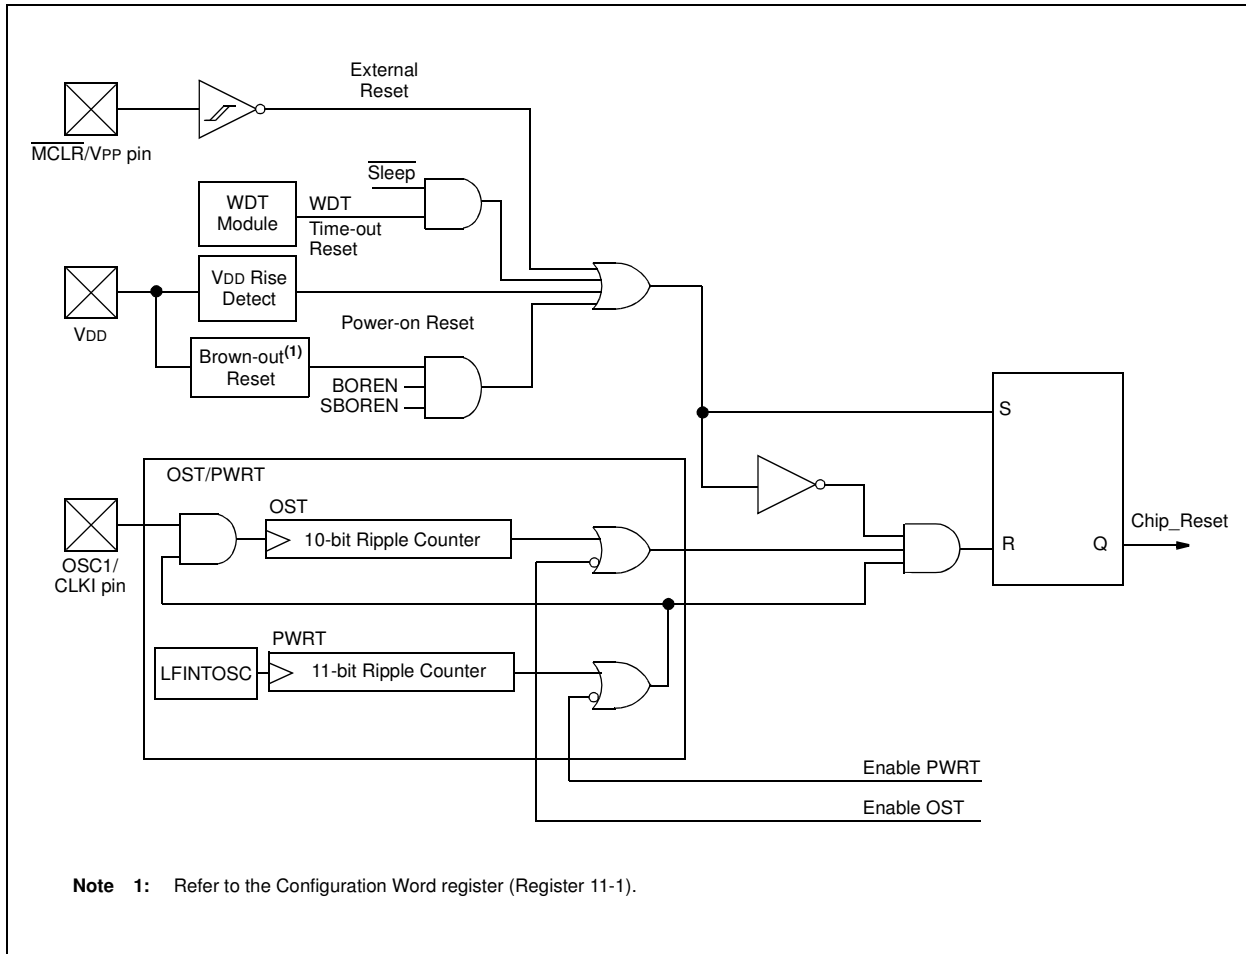 External
Reset
MCLR/VPP pin
Sleep
WDT
Module
WDT
Time-out
Reset
VDD Rise
Detect
VDD
Power-on Reset
Brown-out(1)
Reset
BOREN
SBOREN
S
OST/PWRT
OST
10-bit Ripple Counter
OSC1/
CLKI pin
R
Q
Chip_Reset
PWRT
LFINTOSC
11-bit Ripple Counter
Enable PWRT
Enable OST
Note 1: Refer to the Configuration Word register (Register 11-1).